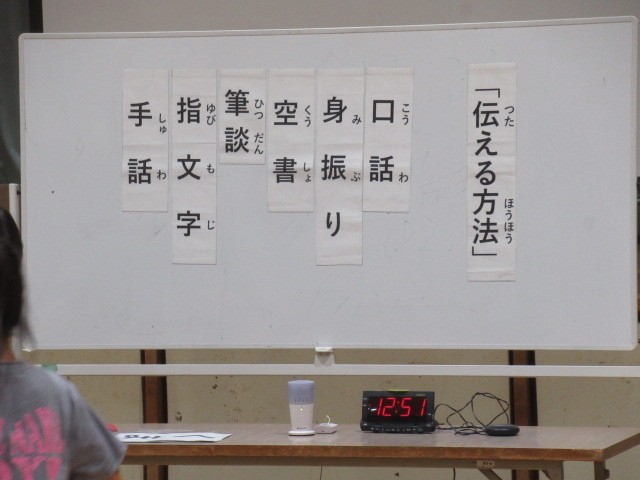 「伝える方法」
つた ほうほう
口話
こう わ
身振り
み ぶ
空書
くう しょ
筆談
ひつ だん
指文字
ゆび も じ
手話
しゅ わ
12:51